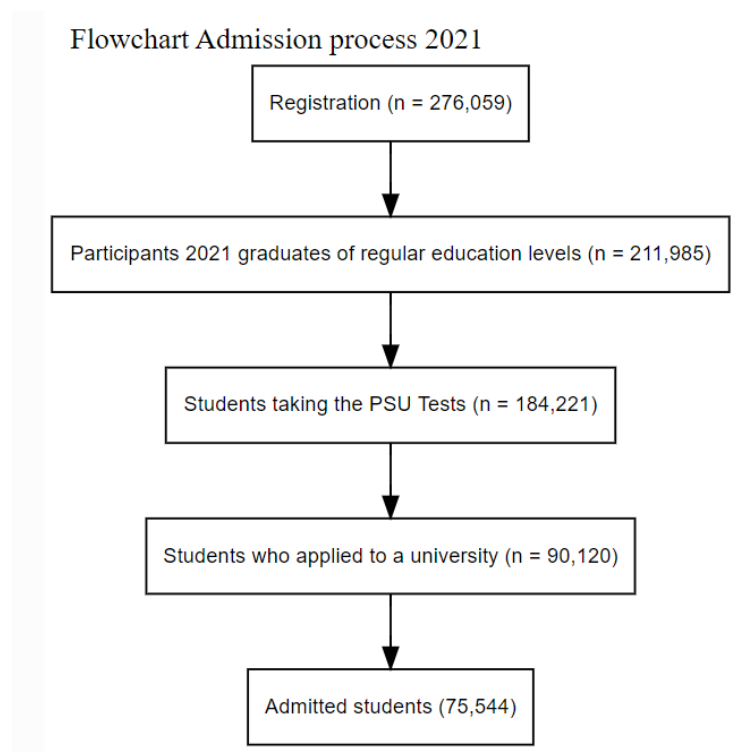 Flowchart Admission process 2021
Registration (n = 276,059)
Participants 2021 graduates of regular education levels (n = 211,985)
Students taking the PSU Tests (n = 184,221)
Students who applied to a university (n = 90,120)
Admitted students (75,544)